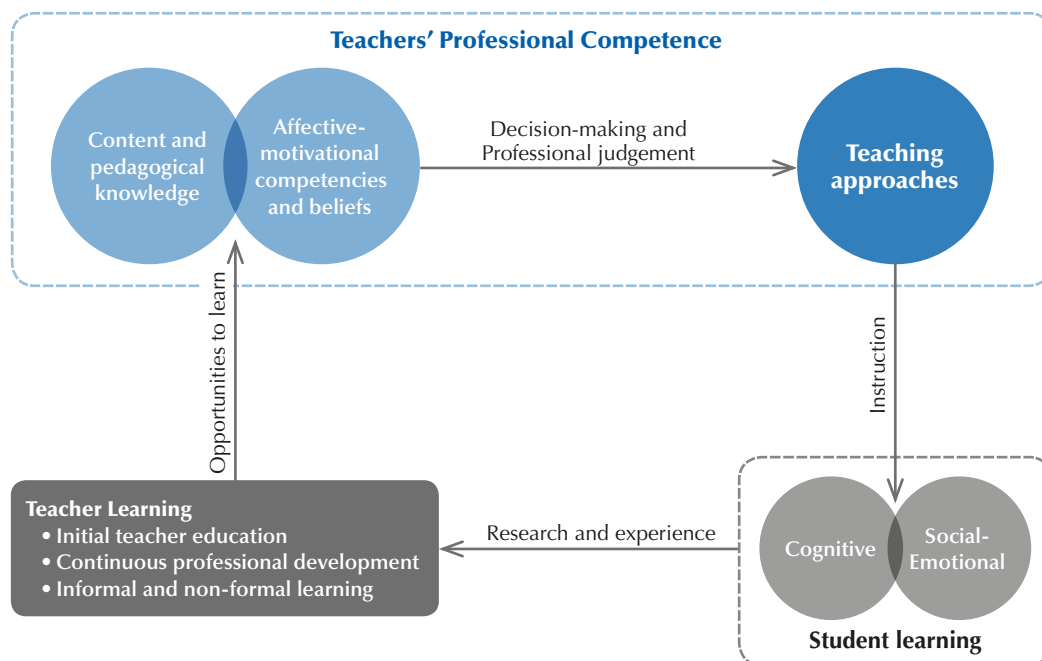 Teachers’ Professional Competence
Content and
pedagogical
knowledge
Affective-
motivational
competencies
and beliefs
Decision-making and
Professional judgement
Teaching
approaches
Opportunities to learn
Instruction
Teacher Learning
• Initial teacher education
• Continuous professional development
• Informal and non-formal learning
Research and experience
Cognitive
Social-
Emotional
Student learning